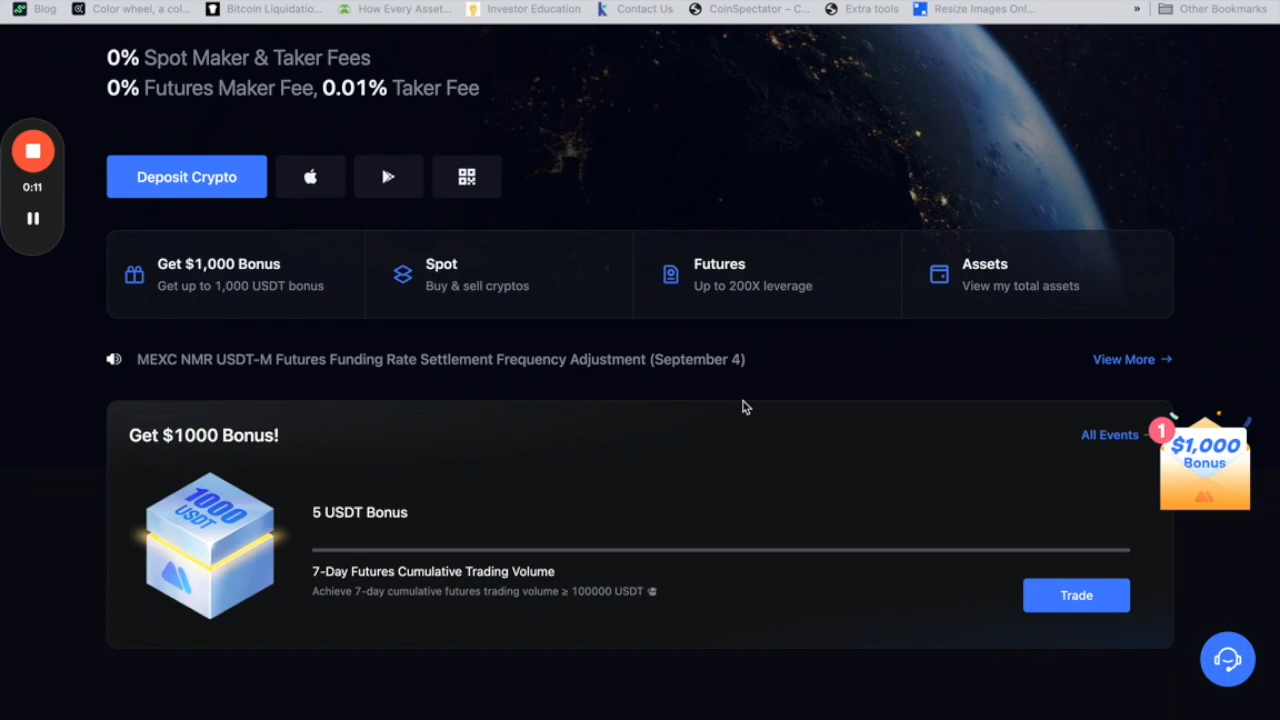 Blog Color wheel, a col... Bitcoin Liquidatio... How Every Asset... Investor Education Contact Us CoinSpectator – C... Extra tools Resize Images Onl... » Other Bookmarks
0% Spot Maker & Taker Fees
0% Futures Maker Fee, 0.01% Taker Fee
0:11
Deposit Crypto
Get $1,000 Bonus
Get up to 1,000 USDT bonus
Spot
Buy & sell cryptos
Futures
Up to 200X leverage
Assets
View my total assets
MEXC NMR USDT-M Futures Funding Rate Settlement Frequency Adjustment (September 4)
View More →
Get $1000 Bonus!
All Events
1
$1,000
Bonus
1000
USDT
5 USDT Bonus
7-Day Futures Cumulative Trading Volume
Achieve 7-day cumulative futures trading volume ≥ 100000 USDT
Trade